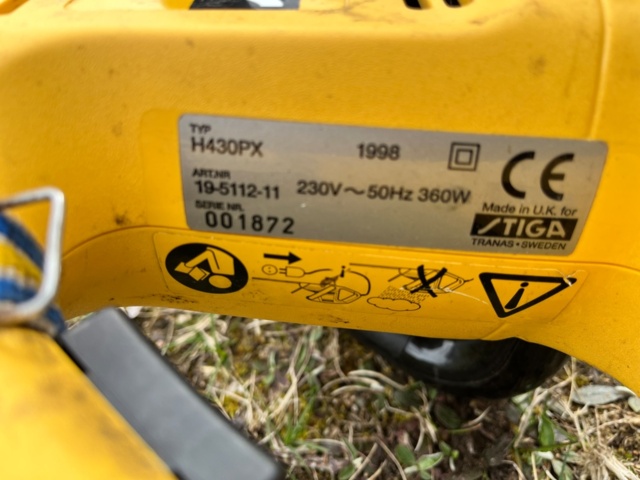 TYP
H430PX 1998
ART.NR
19-5112-11 230V~50Hz 360W
SERIE NR.
001872
CE
Made in U.K. for
STIGA
TRANAS • SWEDEN